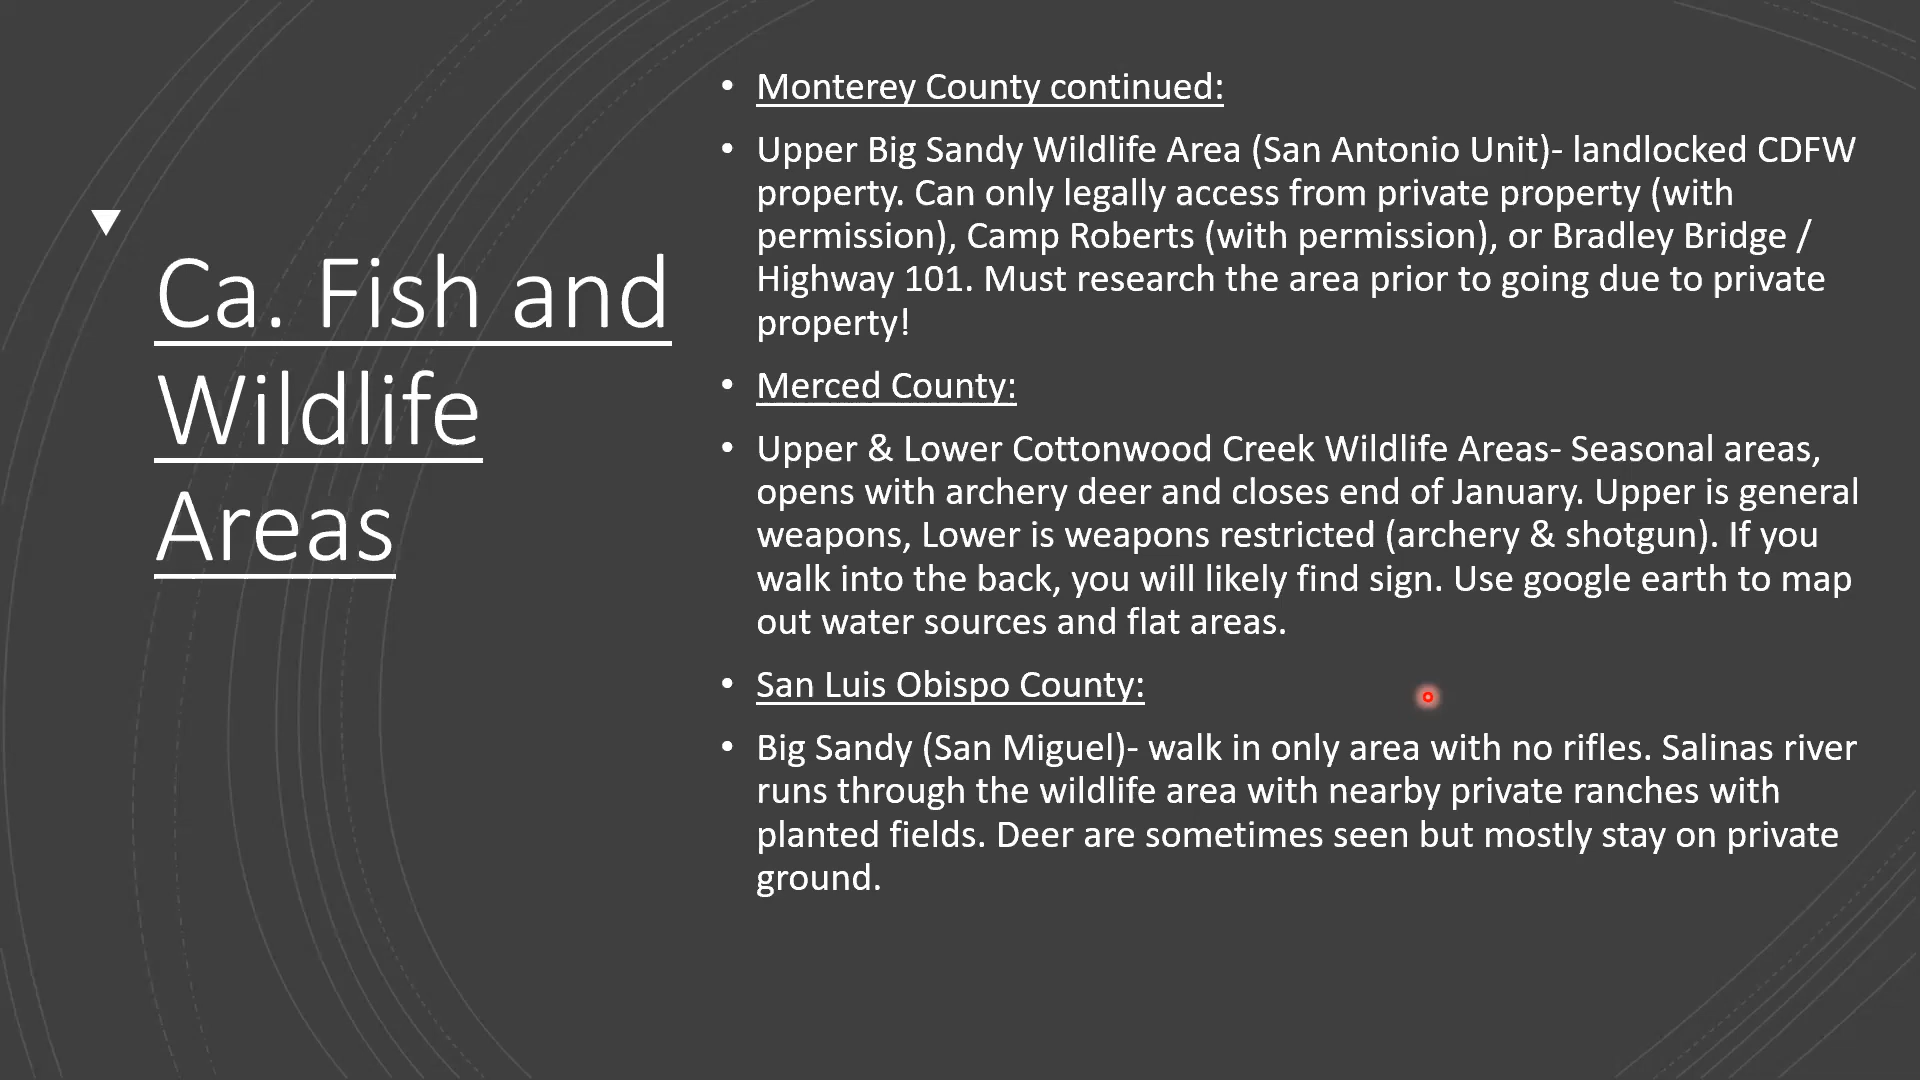 Ca. Fish and
Wildlife
Areas
Monterey County continued:
Upper Big Sandy Wildlife Area (San Antonio Unit)- landlocked CDFW
property. Can only legally access from private property (with
permission), Camp Roberts (with permission), or Bradley Bridge /
Highway 101. Must research the area prior to going due to private
property!
Merced County:
Upper & Lower Cottonwood Creek Wildlife Areas- Seasonal areas,
opens with archery deer and closes end of January. Upper is general
weapons, Lower is weapons restricted (archery & shotgun). If you
walk into the back, you will likely find sign. Use google earth to map
out water sources and flat areas.
San Luis Obispo County:
Big Sandy (San Miguel)- walk in only area with no rifles. Salinas river
runs through the wildlife area with nearby private ranches with
planted fields. Deer are sometimes seen but mostly stay on private
ground.